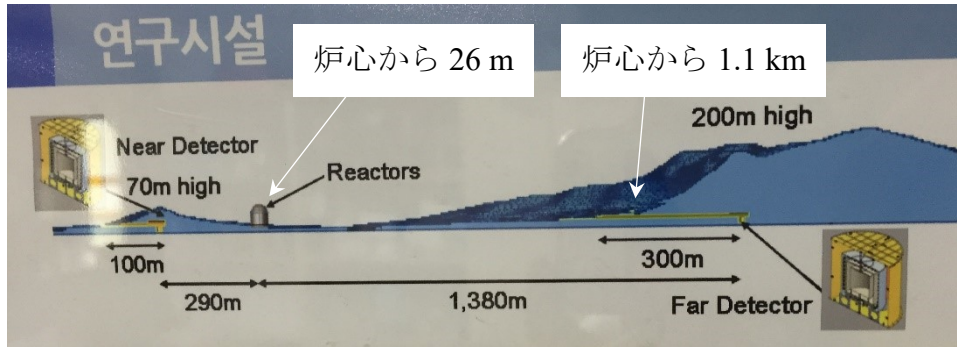 연구시설
炉心から 26 m
炉心から 1.1 km
200m high
Near Detector
70m high
Reactors
100m
300m
290m
1,380m
Far Detector